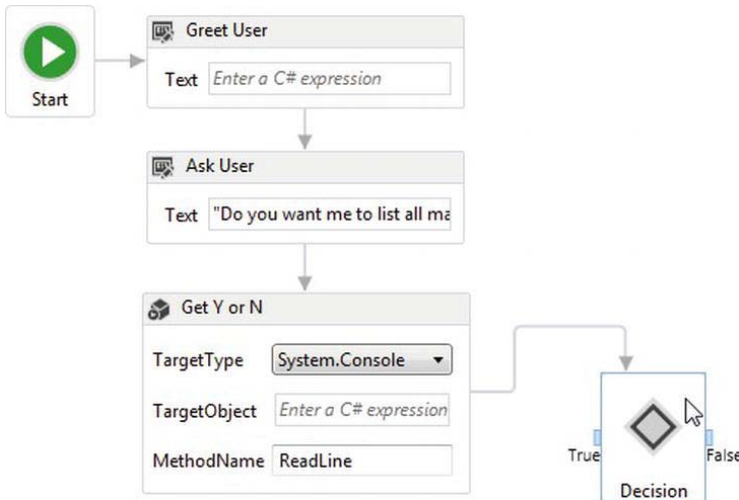 Greet User
Text Enter a C# expression
Start
Ask User
Text "Do you want me to list all ma
Get Y or N
TargetType System.Console
TargetObject Enter a C# expression
MethodName ReadLine
True False
Decision